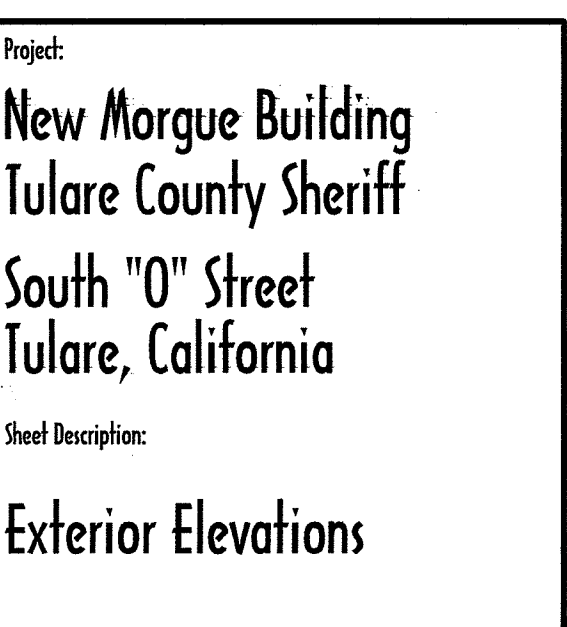 Project:
New Morgue Building
Tulare County Sheriff
South "O" Street
Tulare, California
Sheet Description:
Exterior Elevations